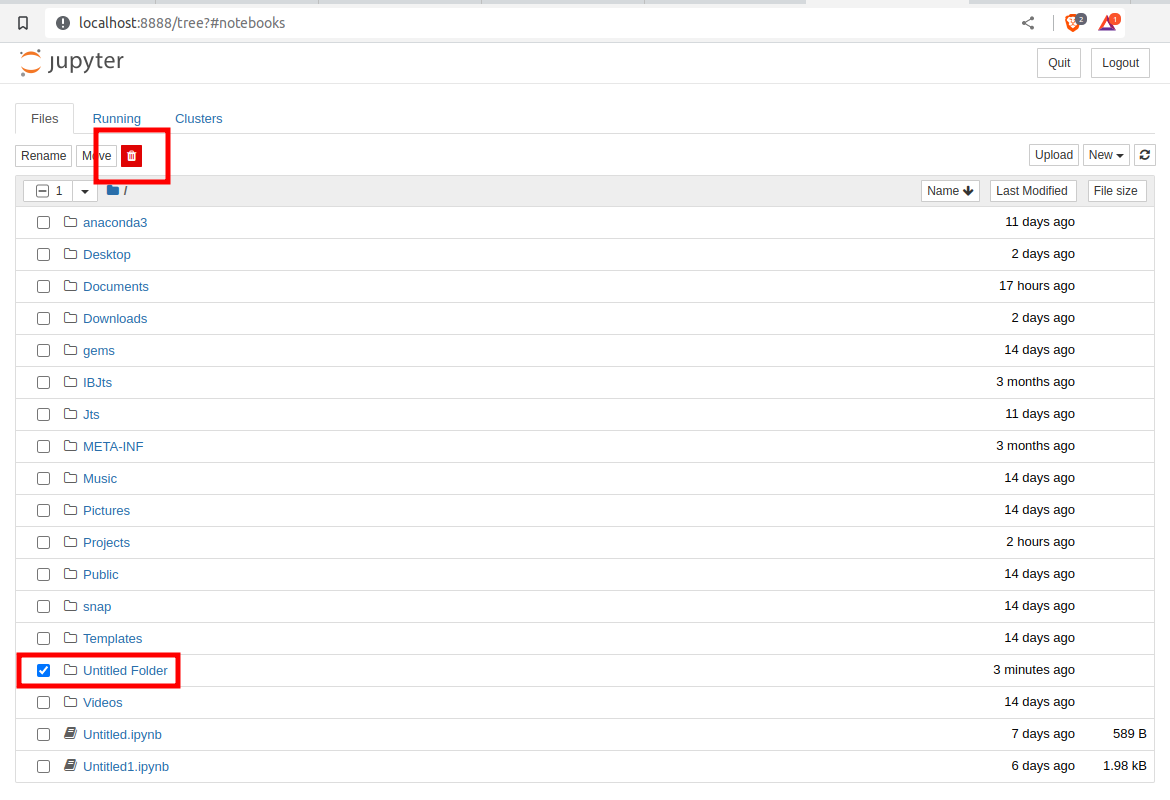 localhost:8888/tree?#notebooks
2
1
jupyter
Quit
Logout
Files
Running
Clusters
Rename
Move
Upload
New
1
/
Name
Last Modified
File size
anaconda3 11 days ago
Desktop 2 days ago
Documents 17 hours ago
Downloads 2 days ago
gems 14 days ago
IBJts 3 months ago
Jts 11 days ago
META-INF 3 months ago
Music 14 days ago
Pictures 14 days ago
Projects 2 hours ago
Public 14 days ago
snap 14 days ago
Templates 14 days ago
Untitled Folder 3 minutes ago
Videos 14 days ago
Untitled.ipynb 7 days ago 589 B
Untitled1.ipynb 6 days ago 1.98 kB